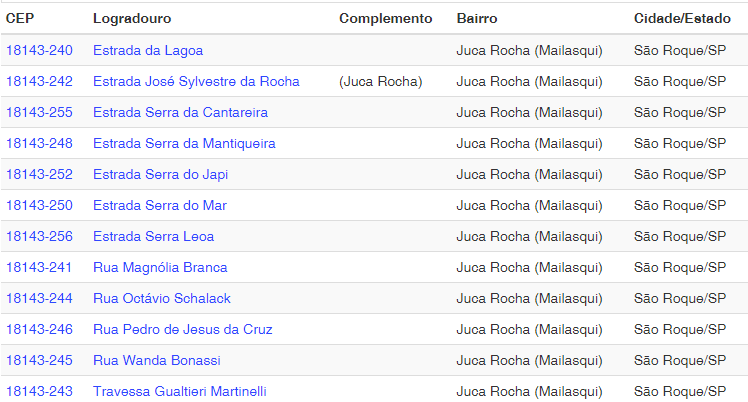 CEP Logradouro Complemento Bairro Cidade/Estado
18143-240 Estrada da Lagoa Juca Rocha (Mailasqui) São Roque/SP
18143-242 Estrada José Sylvestre da Rocha (Juca Rocha) Juca Rocha (Mailasqui) São Roque/SP
18143-255 Estrada Serra da Cantareira Juca Rocha (Mailasqui) São Roque/SP
18143-248 Estrada Serra da Mantiqueira Juca Rocha (Mailasqui) São Roque/SP
18143-252 Estrada Serra do Japi Juca Rocha (Mailasqui) São Roque/SP
18143-250 Estrada Serra do Mar Juca Rocha (Mailasqui) São Roque/SP
18143-256 Estrada Serra Leoa Juca Rocha (Mailasqui) São Roque/SP
18143-241 Rua Magnólia Branca Juca Rocha (Mailasqui) São Roque/SP
18143-244 Rua Octávio Schalack Juca Rocha (Mailasqui) São Roque/SP
18143-246 Rua Pedro de Jesus da Cruz Juca Rocha (Mailasqui) São Roque/SP
18143-245 Rua Wanda Bonassi Juca Rocha (Mailasqui) São Roque/SP
18143-243 Travessa Gualtieri Martinelli Juca Rocha (Mailasqui) São Roque/SP